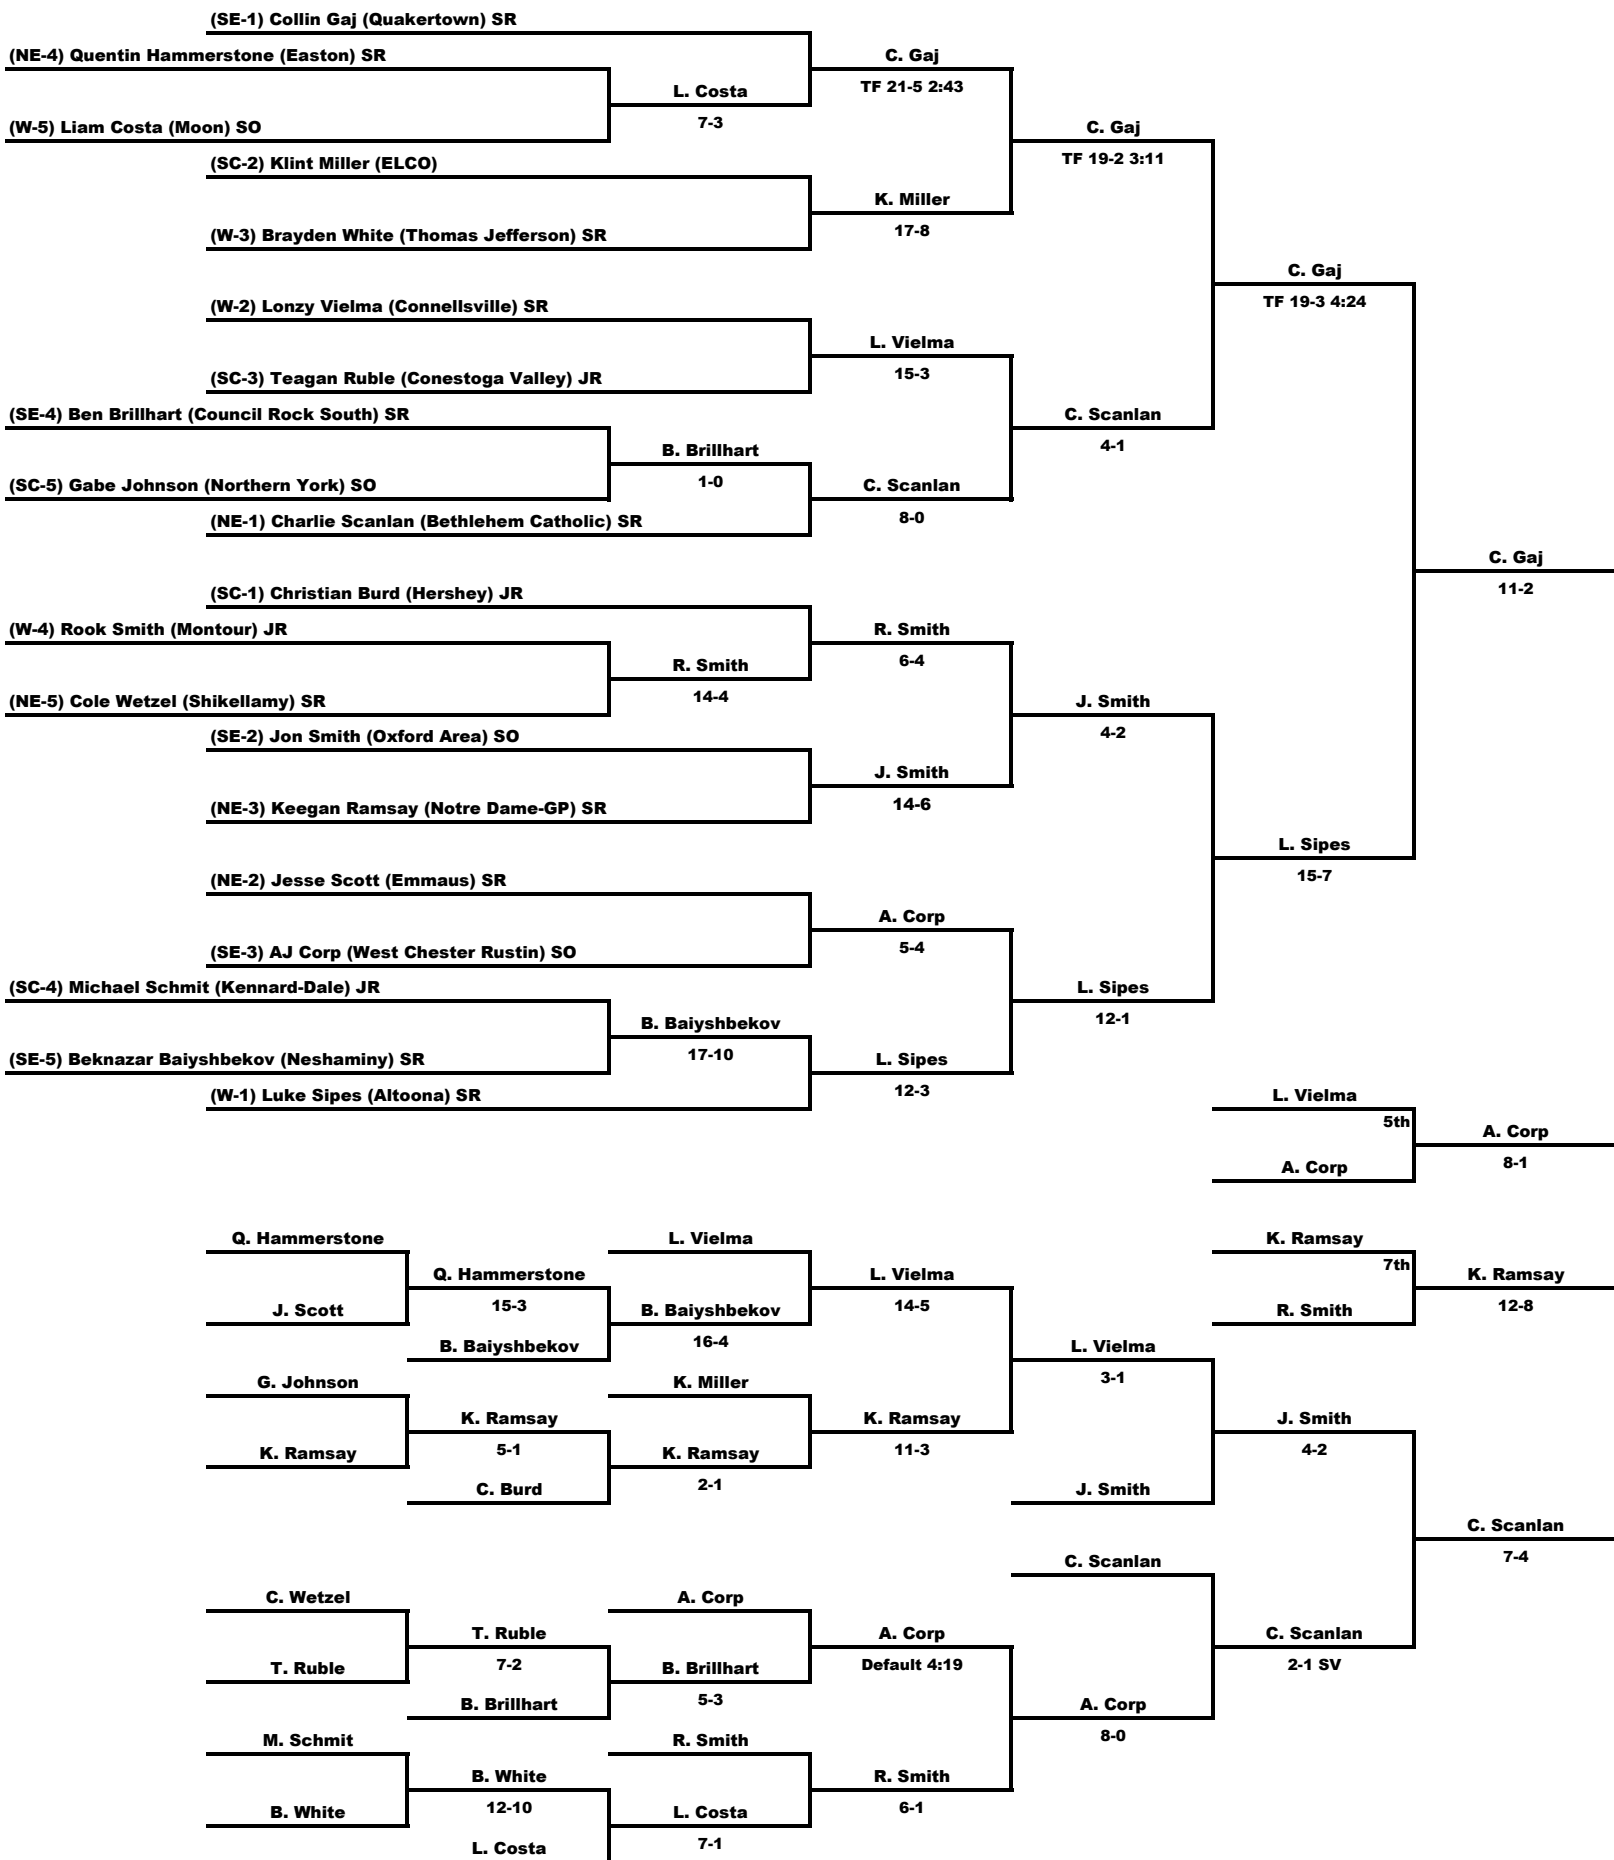 (SE-1) Collin Gaj (Quakertown) SR
(NE-4) Quentin Hammerstone (Easton) SR
C. Gaj
TF 21-5 2:43
L. Costa
7-3
(W-5) Liam Costa (Moon) SO
C. Gaj
TF 19-2 3:11
(SC-2) Klint Miller (ELCO)
K. Miller
17-8
(W-3) Brayden White (Thomas Jefferson) SR
C. Gaj
TF 19-3 4:24
(W-2) Lonzy Vielma (Connellsville) SR
L. Vielma
15-3
(SC-3) Teagan Ruble (Conestoga Valley) JR
(SE-4) Ben Brillhart (Council Rock South) SR
C. Scanlan
4-1
B. Brillhart
1-0
(SC-5) Gabe Johnson (Northern York) SO
C. Scanlan
8-0
(NE-1) Charlie Scanlan (Bethlehem Catholic) SR
C. Gaj
11-2
(SC-1) Christian Burd (Hershey) JR
(W-4) Rook Smith (Montour) JR
R. Smith
6-4
R. Smith
14-4
(NE-5) Cole Wetzel (Shikellamy) SR
J. Smith
4-2
(SE-2) Jon Smith (Oxford Area) SO
J. Smith
14-6
(NE-3) Keegan Ramsay (Notre Dame-GP) SR
L. Sipes
15-7
(NE-2) Jesse Scott (Emmaus) SR
A. Corp
5-4
(SE-3) AJ Corp (West Chester Rustin) SO
(SC-4) Michael Schmit (Kennard-Dale) JR
L. Sipes
12-1
B. Baiyshbekov
17-10
(SE-5) Beknazar Baiyshbekov (Neshaminy) SR
L. Sipes
12-3
(W-1) Luke Sipes (Altoona) SR
L. Vielma
5th
A. Corp
8-1
A. Corp
Q. Hammerstone
L. Vielma
K. Ramsay
7th
Q. Hammerstone
15-3
L. Vielma
14-5
K. Ramsay
12-8
J. Scott
B. Baiyshbekov
16-4
R. Smith
B. Baiyshbekov
L. Vielma
3-1
G. Johnson
K. Miller
K. Ramsay
5-1
K. Ramsay
11-3
J. Smith
4-2
K. Ramsay
K. Ramsay
2-1
C. Burd
J. Smith
C. Scanlan
7-4
C. Scanlan
C. Wetzel
A. Corp
T. Ruble
7-2
A. Corp
Default 4:19
C. Scanlan
2-1 SV
T. Ruble
B. Brillhart
5-3
B. Brillhart
A. Corp
8-0
M. Schmit
R. Smith
B. White
12-10
R. Smith
6-1
B. White
L. Costa
7-1
L. Costa